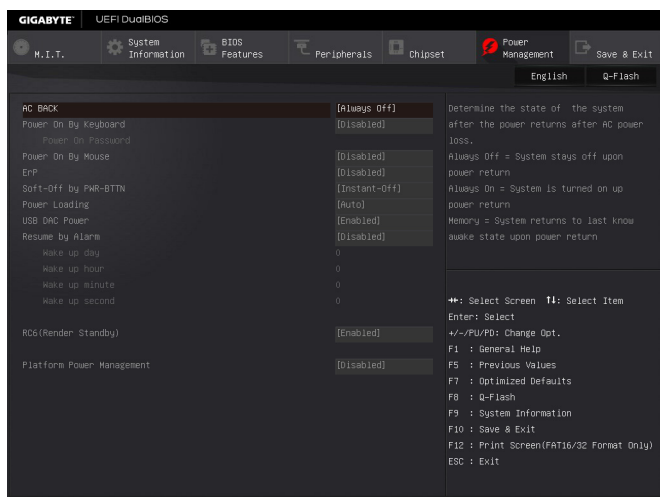 GIGABYTE™ UEFI DualBIOS
M.I.T. System Information BIOS Features Peripherals Chipset Power Management Save & Exit
English Q-Flash
AC BACK [Always Off]
Power On By Keyboard [Disabled]
Power On Password
Power On By Mouse [Disabled]
ErP [Disabled]
Soft-Off by PWR-BTTN [Instant-Off]
Power Loading [Auto]
USB DAC Power [Enabled]
Resume by Alarm [Disabled]
Wake up day 0
Wake up hour 0
Wake up minute 0
Wake up second 0
RC6(Render Standby) [Enabled]
Platform Power Management [Disabled]
Determine the state of the system
after the power returns after AC power
loss.
Always Off = System stays off upon
power return
Always On = System is turned on up
power return
Memory = System returns to last know
awake state upon power return
→←: Select Screen ↑↓: Select Item
Enter: Select
+/-/PU/PD: Change Opt.
F1 : General Help
F5 : Previous Values
F7 : Optimized Defaults
F8 : Q-Flash
F9 : System Information
F10 : Save & Exit
F12 : Print Screen(FAT16/32 Format Only)
ESC : Exit